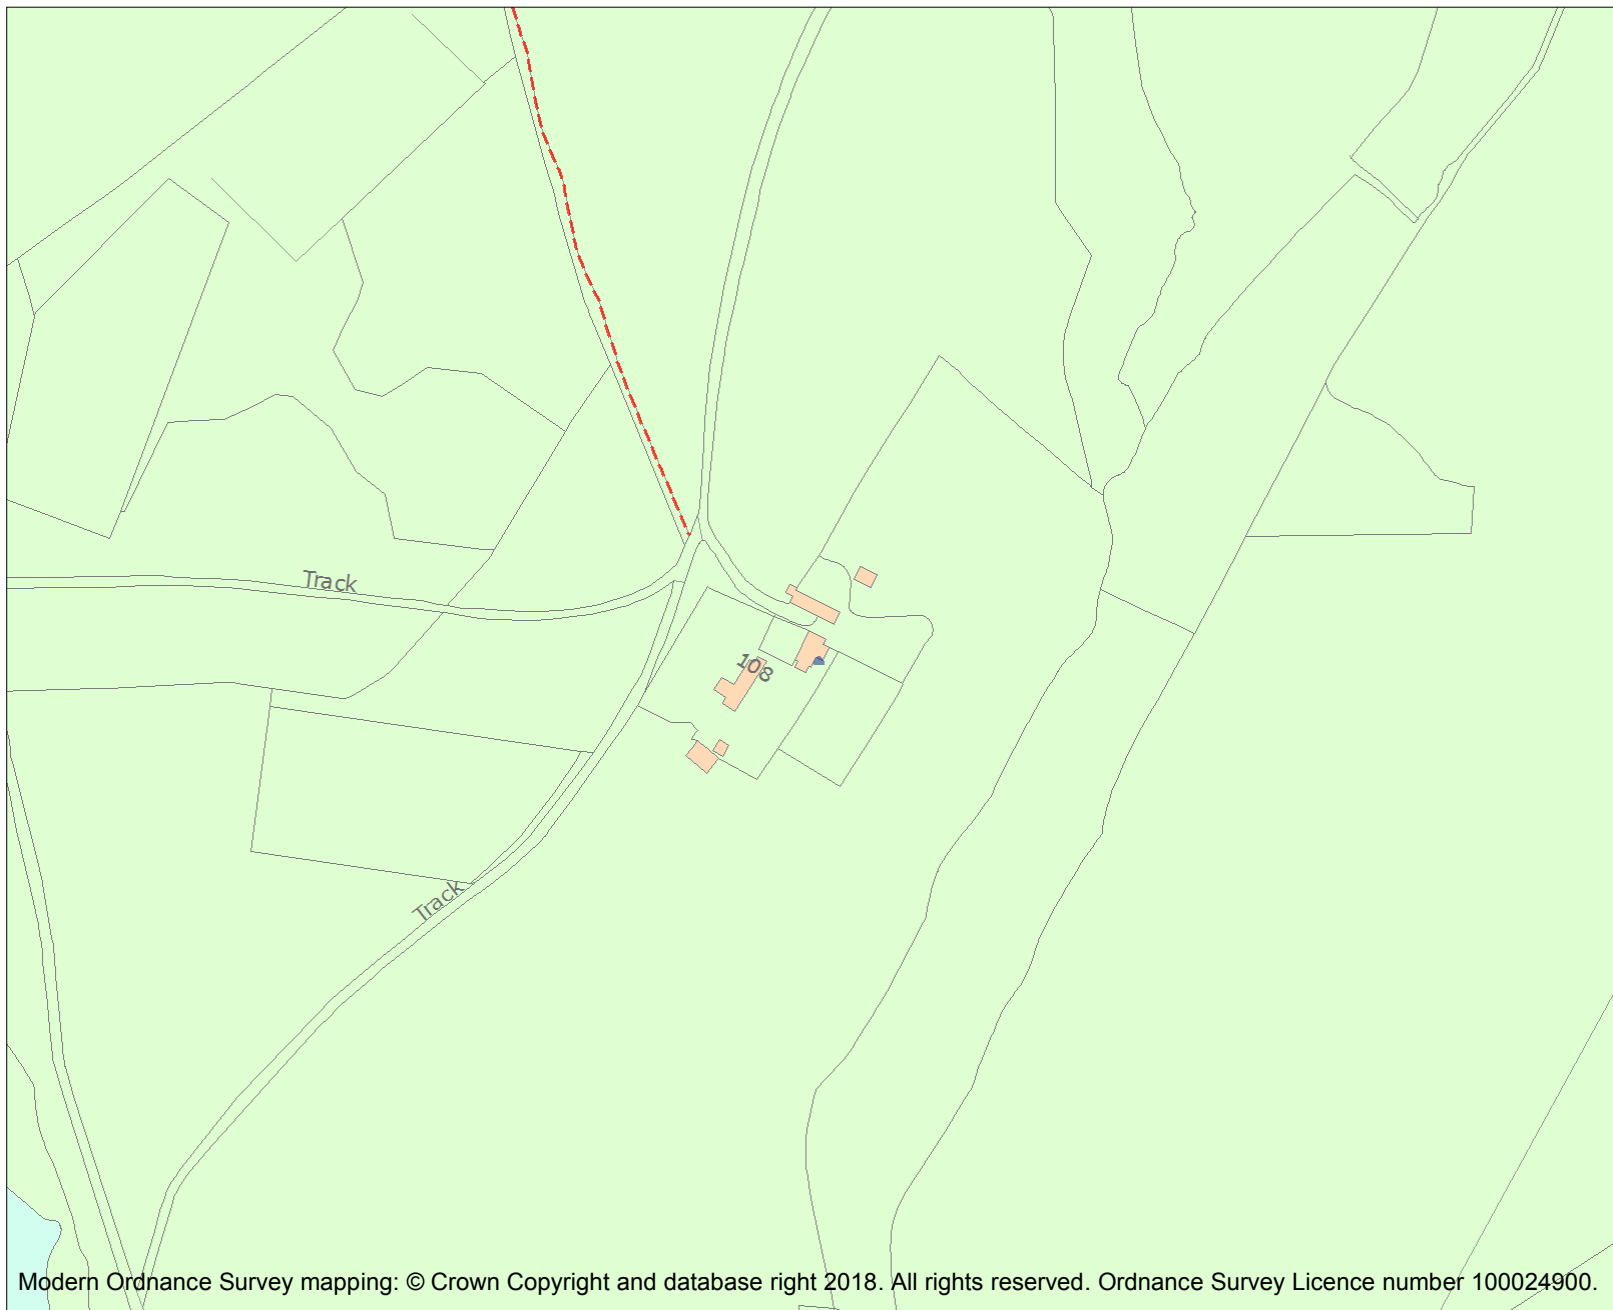 Track
108
Track
Modern Ordnance Survey mapping: © Crown Copyright and database right 2018. All rights reserved. Ordnance Survey Licence number 100024900.